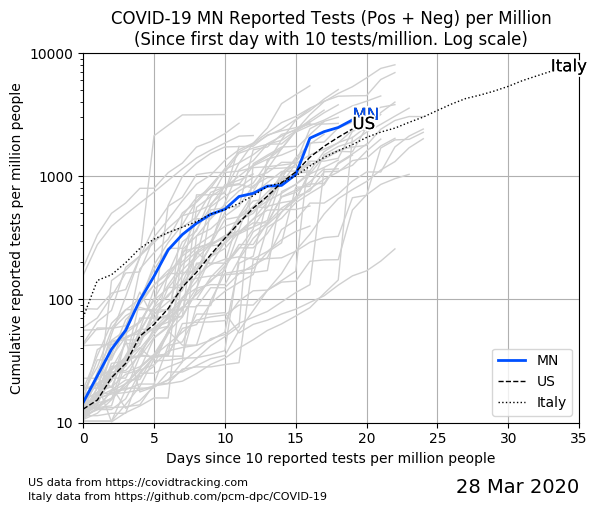 COVID-19 MN Reported Tests (Pos + Neg) per Million
(Since first day with 10 tests/million. Log scale)
Cumulative reported tests per million people
10000
1000
100
10
Italy
MN
US
MN
US
Italy
0 5 10 15 20 25 30 35
Days since 10 reported tests per million people
US data from https://covidtracking.com
Italy data from https://github.com/pcm-dpc/COVID-19
28 Mar 2020